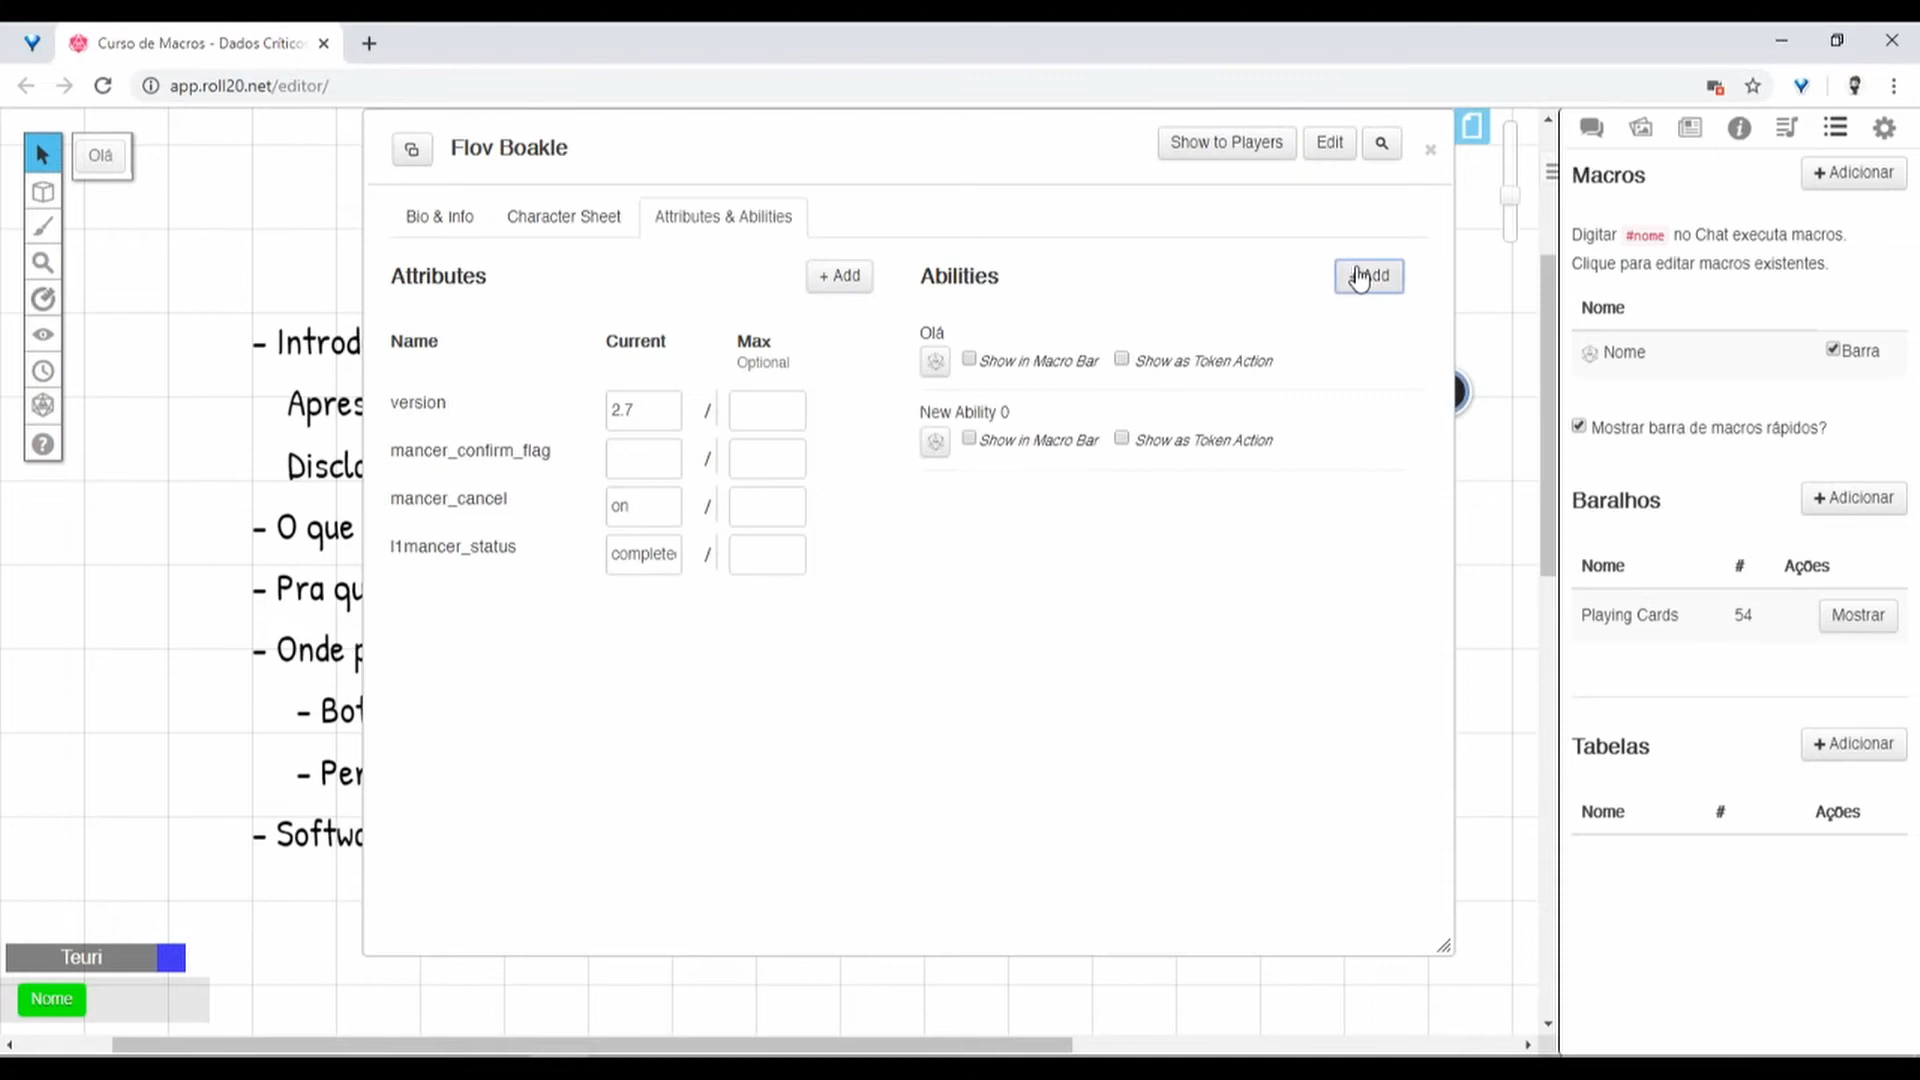 Curso de Macros - Dados Crítico
app.roll20.net/editor/
Olá
Flov Boakle
Show to Players
Edit
Bio & Info
Character Sheet
Attributes & Abilities
Attributes
+ Add
Abilities
Add
Name
Current
Max
Optional
version
2.7
/
mancer_confirm_flag
/
mancer_cancel
on
/
l1mancer_status
complete
/
Olá
Show in Macro Bar
Show as Token Action
New Ability 0
Show in Macro Bar
Show as Token Action
- Introd
Apres
Discl
- O que
- Pra qu
- Onde p
- Bot
- Per
- Softw
Teuri
Nome
Macros
+ Adicionar
Digitar #nome no Chat executa macros.
Clique para editar macros existentes.
Nome
Nome
Barra
Mostrar barra de macros rápidos?
Baralhos
+ Adicionar
Nome # Ações
Playing Cards 54 Mostrar
Tabelas
+ Adicionar
Nome # Ações